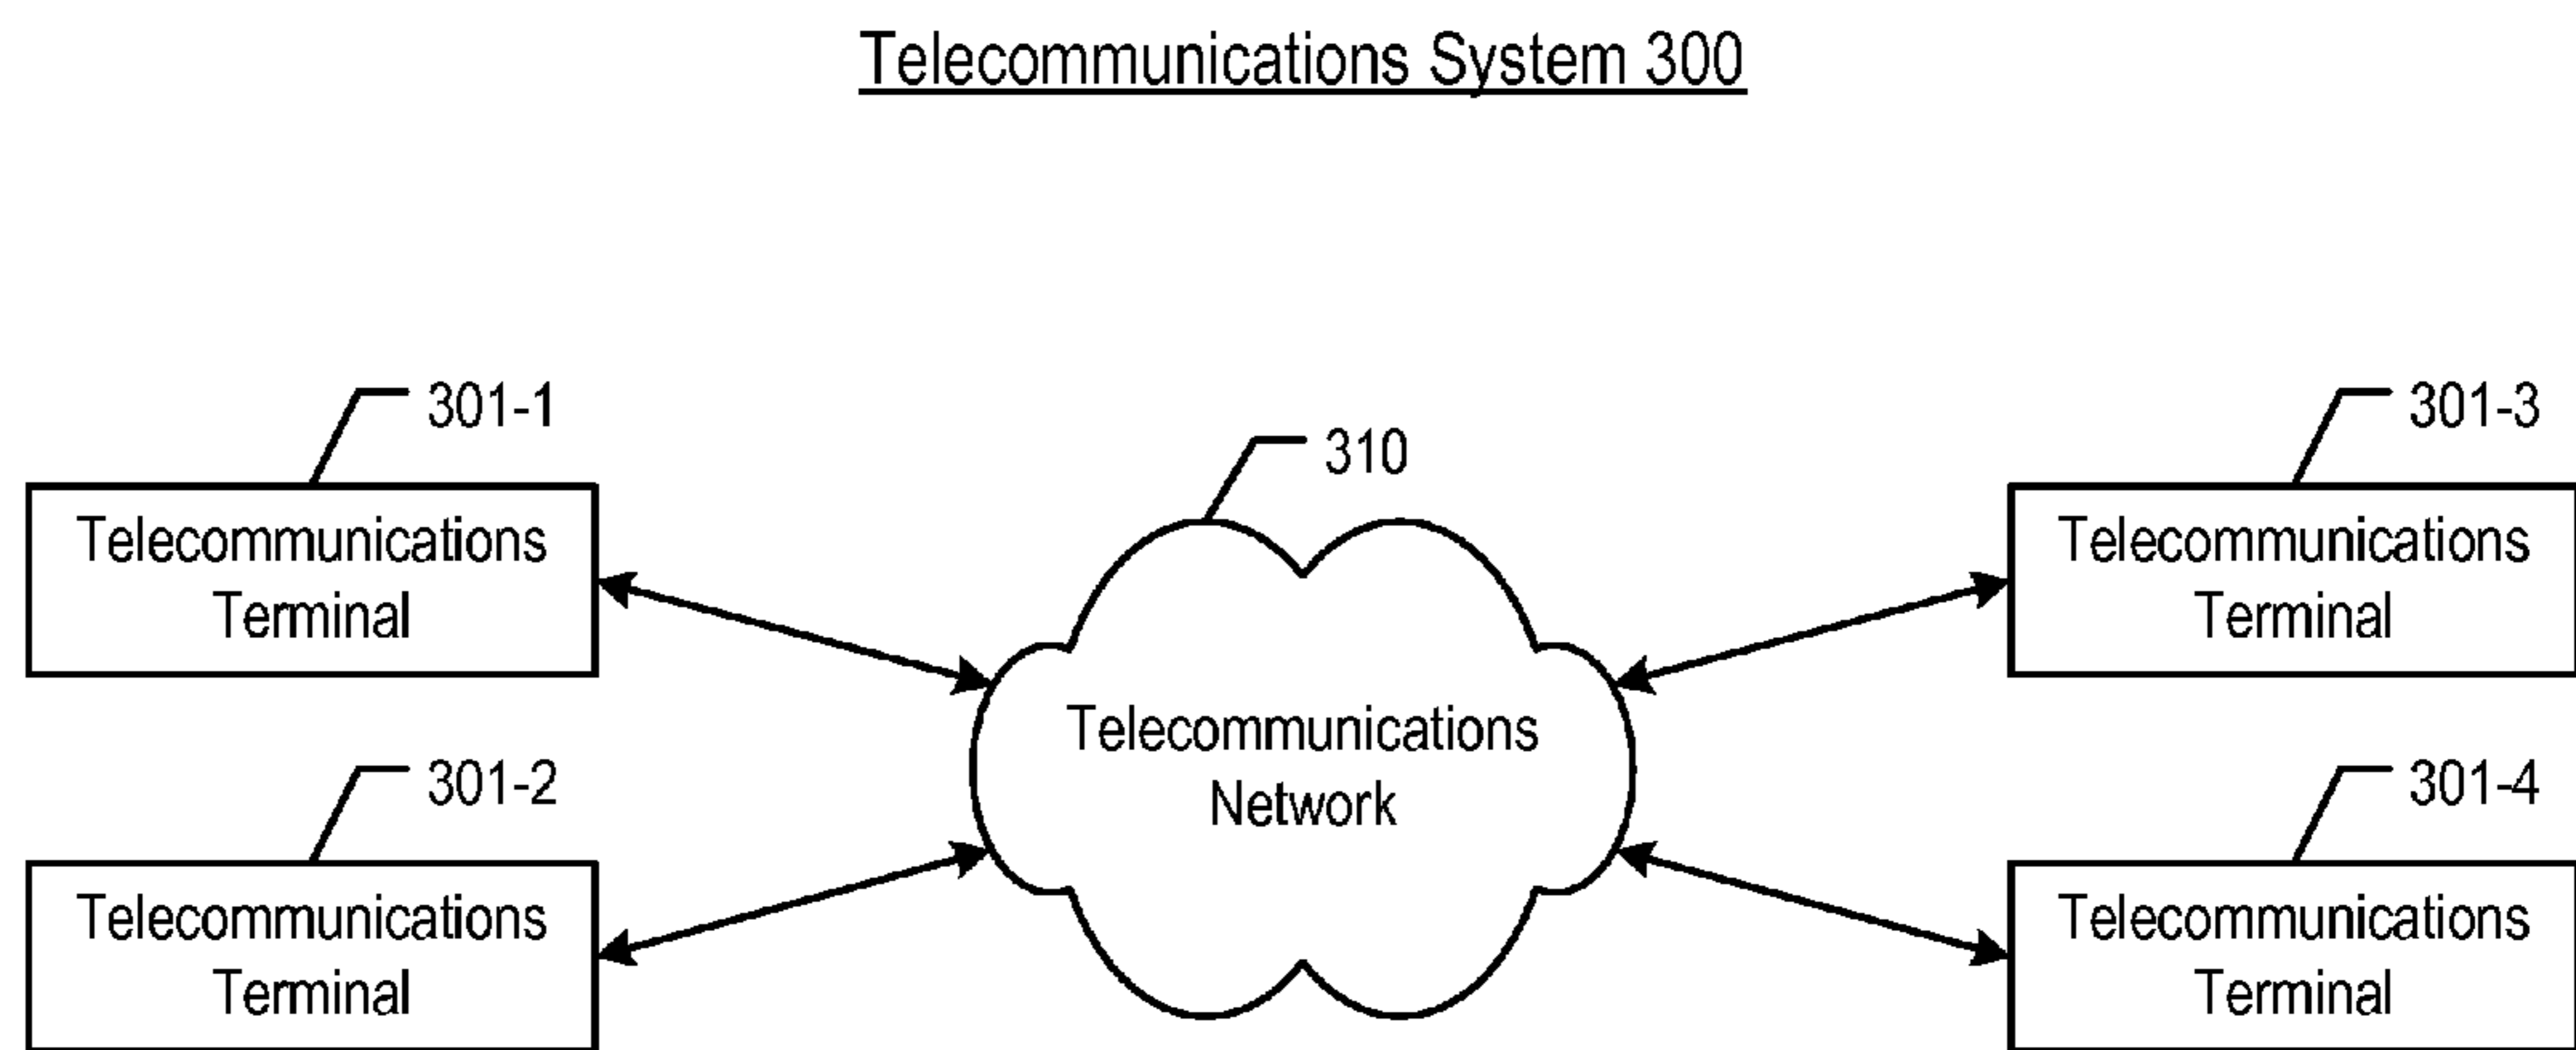 Telecommunications System 300
301-1
301-3
310
Telecommunications
Terminal
Telecommunications
Terminal
Telecommunications
Network
301-2
301-4
Telecommunications
Terminal
Telecommunications
Terminal